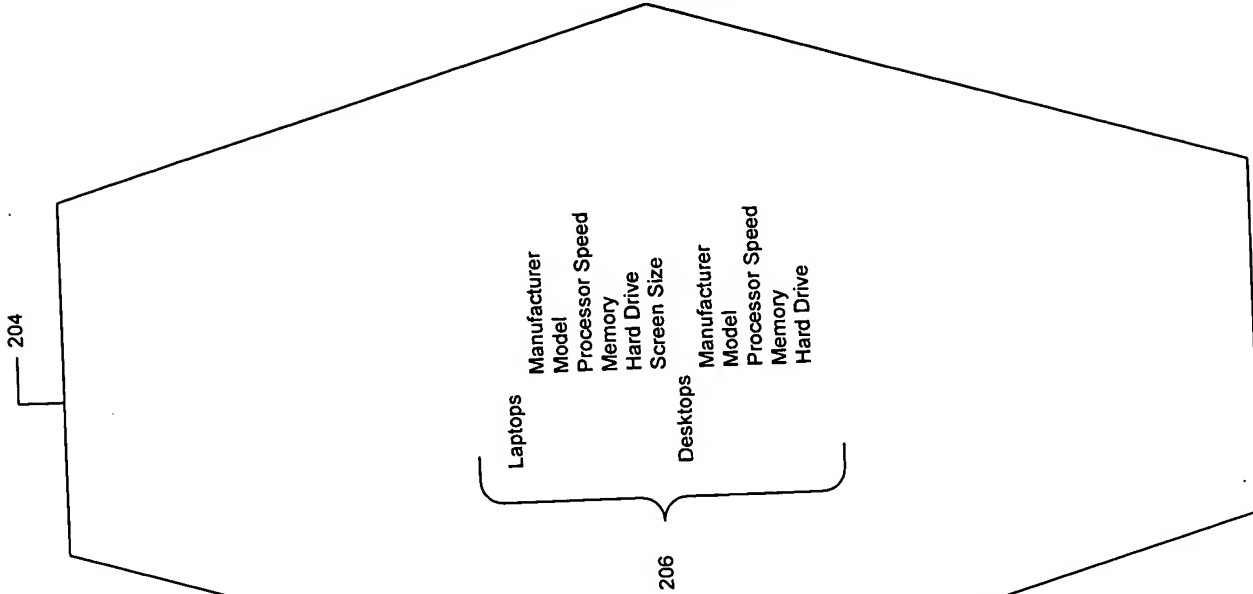 204
206
Laptops
Manufacturer
Model
Processor Speed
Memory
Hard Drive
Screen Size
Desktops
Manufacturer
Model
Processor Speed
Memory
Hard Drive